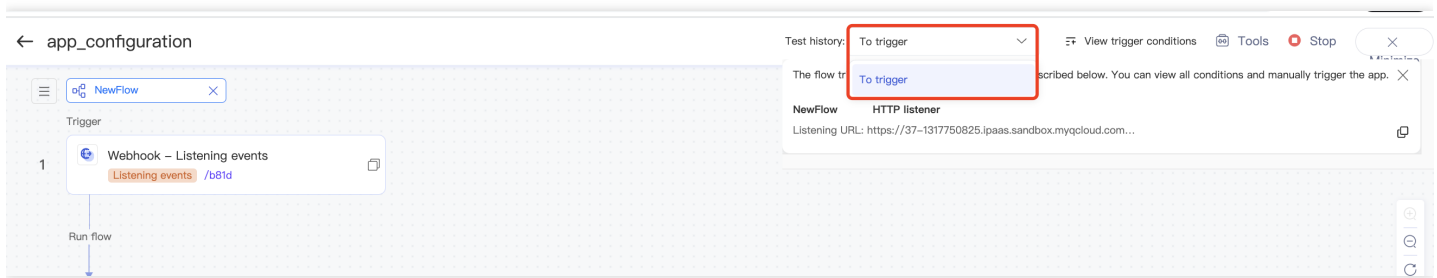 ← app_configuration
Test history: To trigger
View trigger conditions
Tools
Stop
To trigger
The flow tr
scribed below. You can view all conditions and manually trigger the app.
NewFlow HTTP listener
Listening URL: https://37-1317750825.ipaas.sandbox.myqcloud.com...
NewFlow
Trigger
1
Webhook – Listening events
Listening events /b81d
Run flow